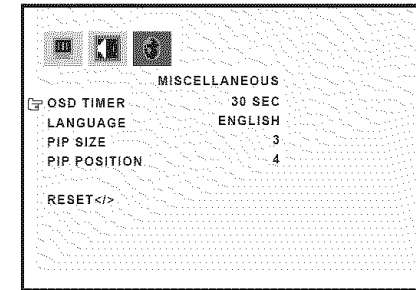 MISCELLANEOUS
OSD TIMER 30 SEC
LANGUAGE ENGLISH
PIP SIZE 3
PIP POSITION 4
RESET</>